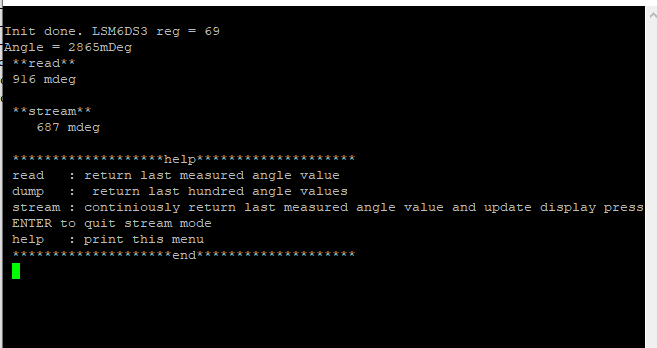 Init done. LSM6DS3 reg = 69
Angle = 2865mDeg
**read**
916 mdeg
**stream**
687 mdeg
*******************help********************
read : return last measured angle value
dump : return last hundred angle values
stream : continiously return last measured angle value and update display press
ENTER to quit stream mode
help : print this menu
********************end********************